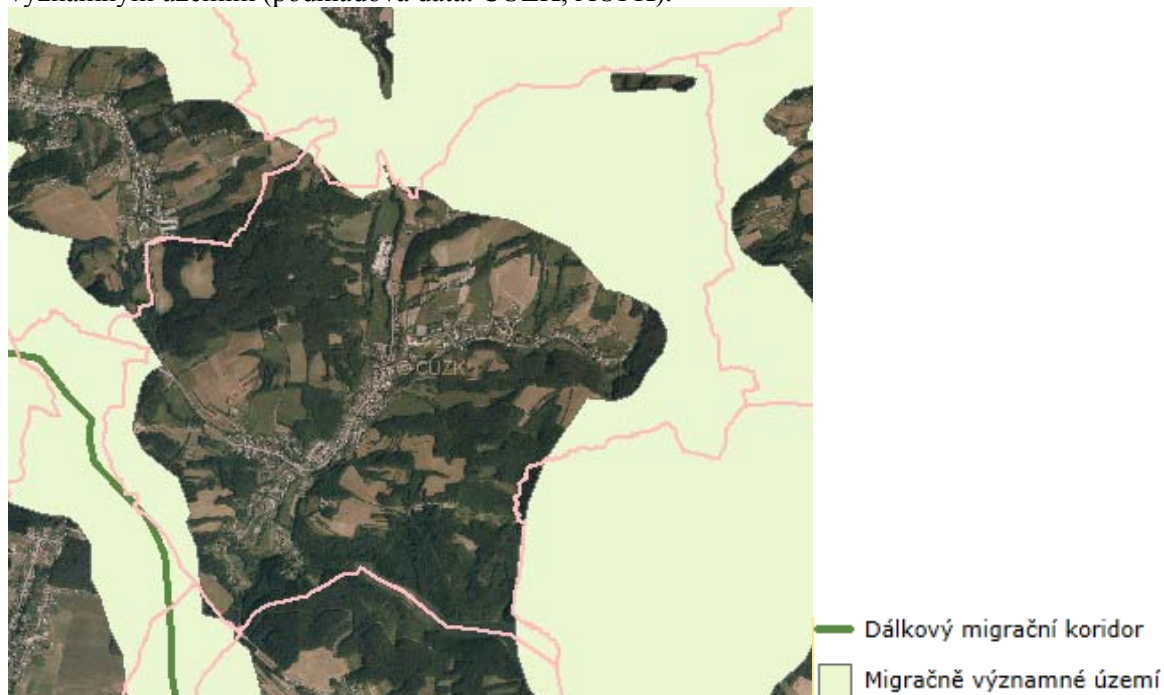 významným územím (podkladová data: ČÚZK, AOPK).
© ČÚZK
Dálkový migrační koridor
Migračně významné území